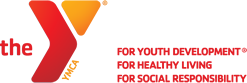 the
YMCA
FOR YOUTH DEVELOPMENT®
FOR HEALTHY LIVING
FOR SOCIAL RESPONSIBILITY